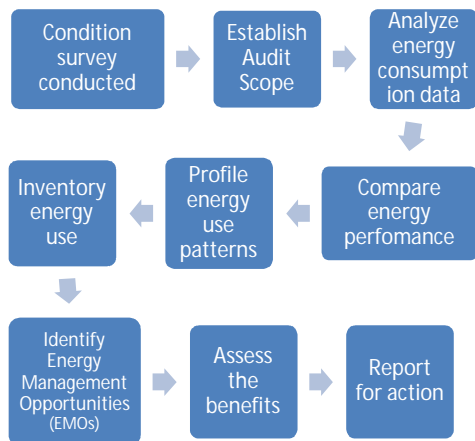 Condition
survey
conducted
Establish
Audit
Scope
Analyze
energy
consumpt
ion data
Compare
energy
perfomance
Profile
energy
use
patterns
Inventory
energy
use
Identify
Energy
Management
Opportunities
(EMOs)
Assess
the
benefits
Report
for action